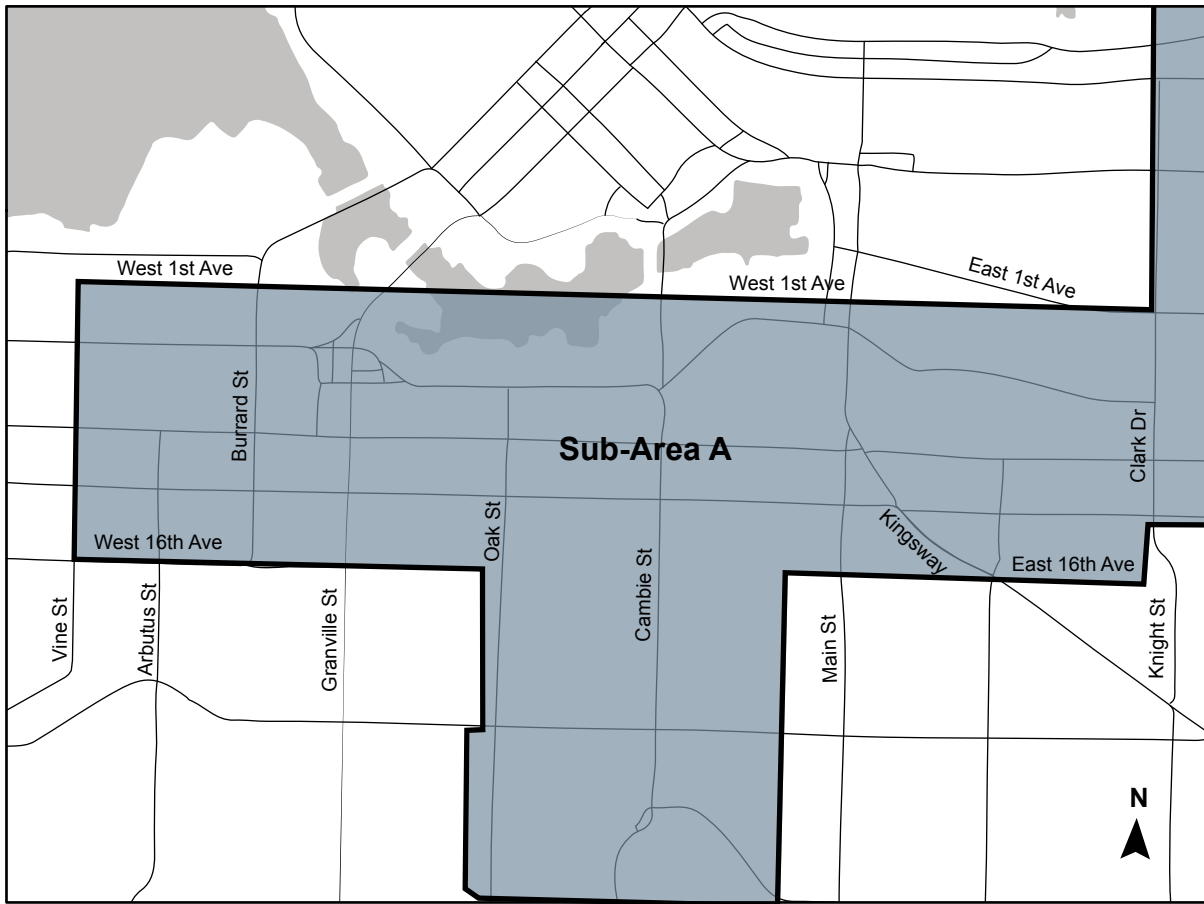 West 1st Ave
West 1st Ave
East 1st Ave
Burrard St
Sub-Area A
Clark Dr
Oak St
Kingsway
West 16th Ave
East 16th Ave
Vine St
Arbutus St
Granville St
Cambie St
Main St
Knight St
N